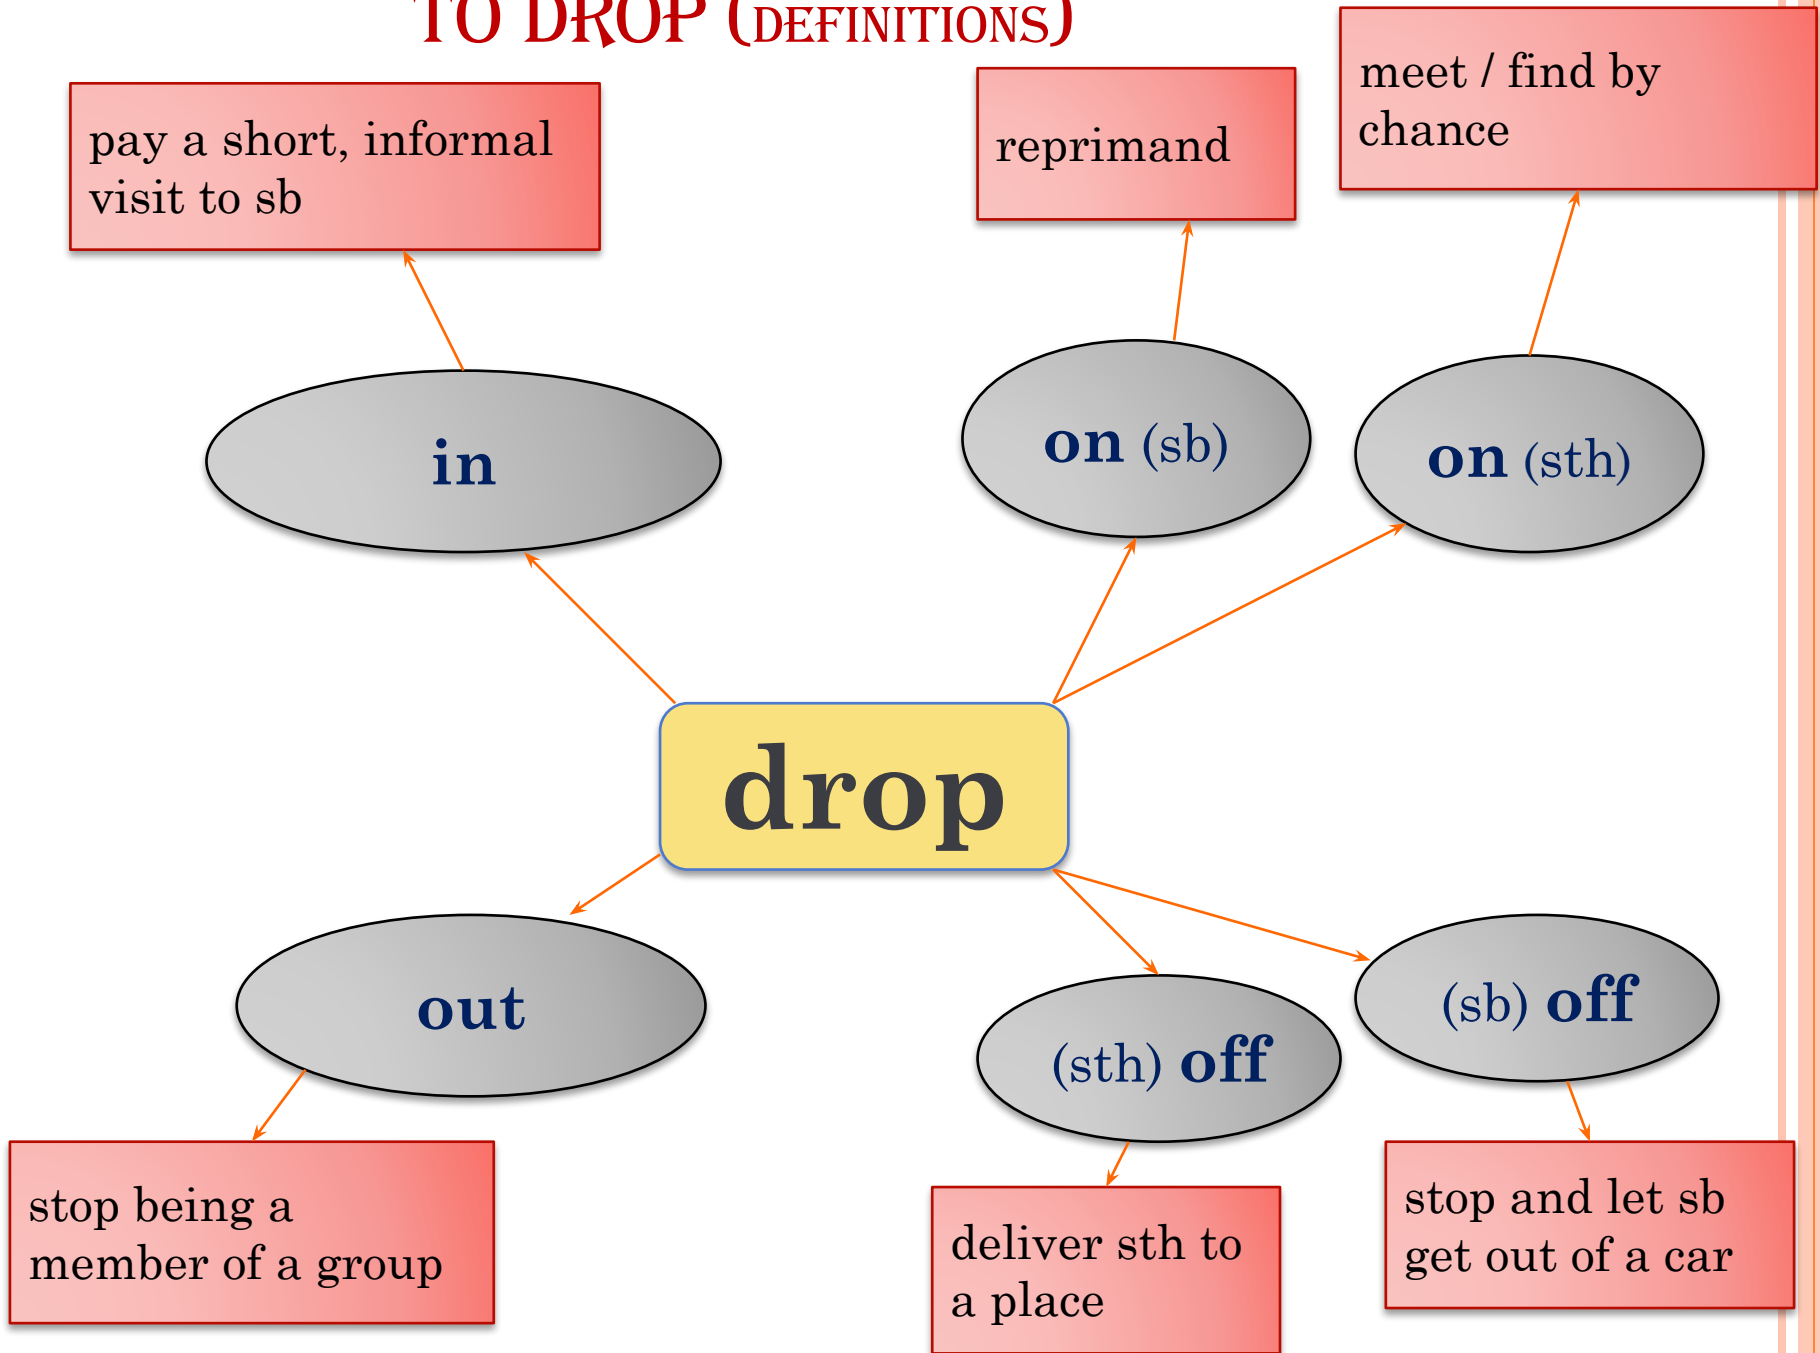 TO DROP (DEFINITIONS)
pay a short, informal
visit to sb
reprimand
meet / find by
chance
in
on (sb)
on (sth)
drop
out
(sth) off
(sb) off
stop being a
member of a group
deliver sth to
a place
stop and let sb
get out of a car